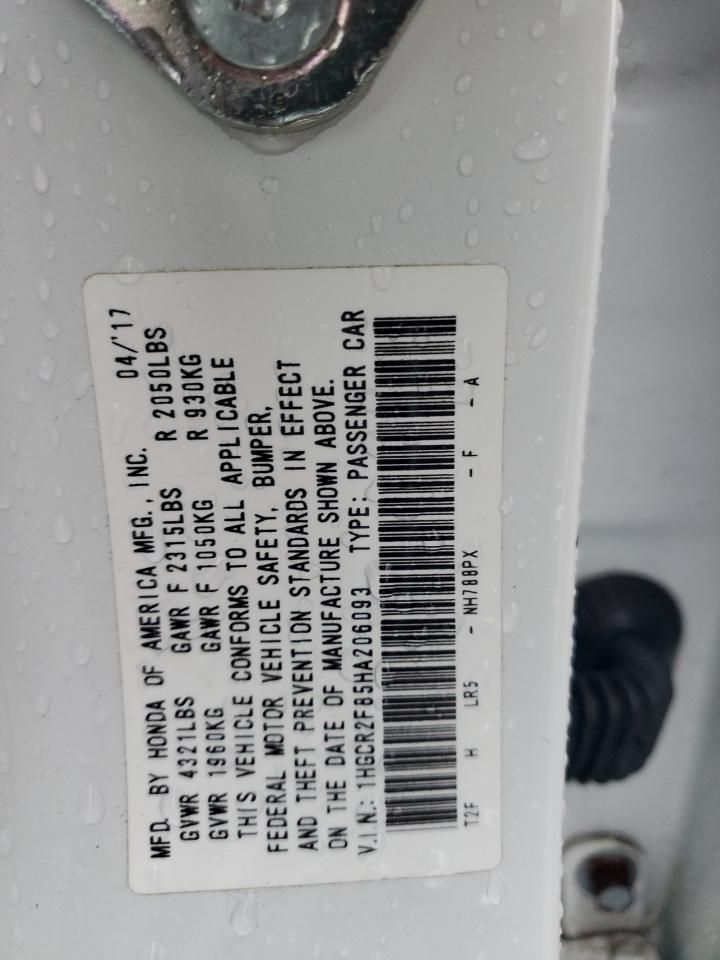 MFD. BY HONDA OF AMERICA MFG., INC. 04/'17
GVWR 4321LBS GAWR F 2315LBS R 2050LBS
GVWR 1960KG GAWR F 1050KG R 930KG
THIS VEHICLE CONFORMS TO ALL APPLICABLE
FEDERAL MOTOR VEHICLE SAFETY, BUMPER,
AND THEFT PREVENTION STANDARDS IN EFFECT
ON THE DATE OF MANUFACTURE SHOWN ABOVE.
V.I.N.: 1HGCR2F85HA206093 TYPE: PASSENGER CAR
T2F H LR5 - NH788PX - F - A